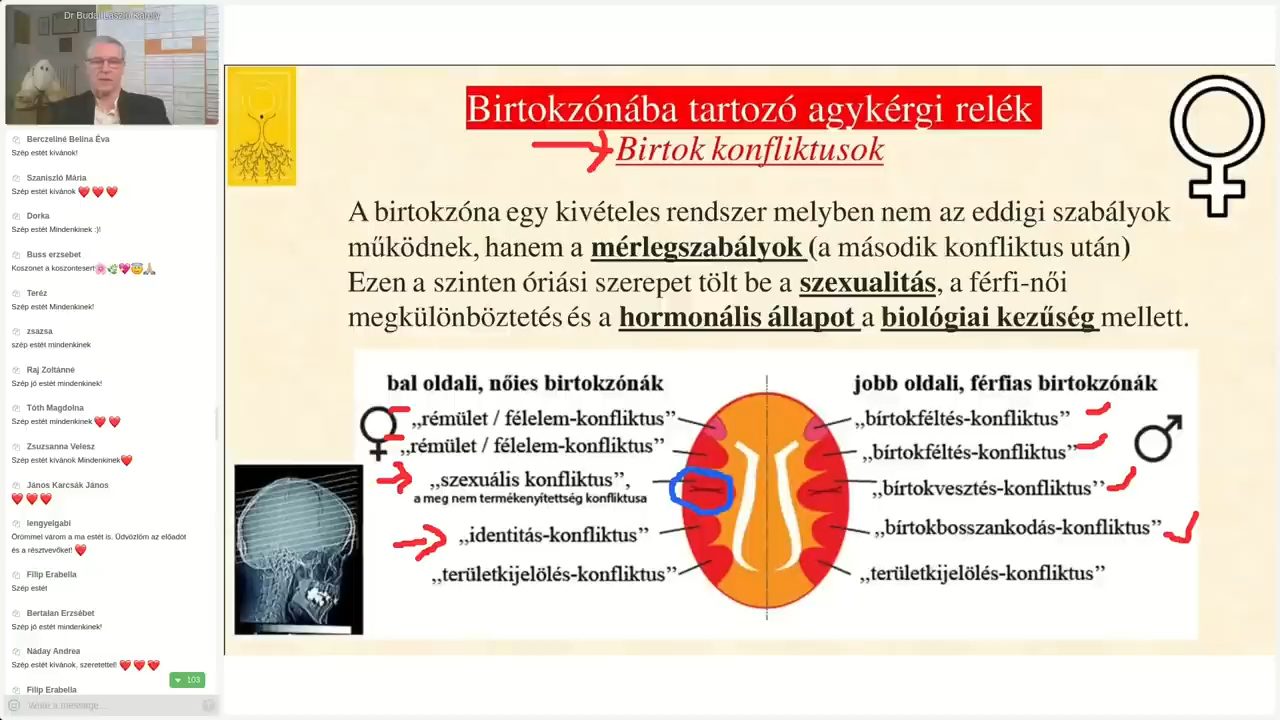 Dr Budai László Károly
Berczeliné Belina Éva
Szép estét kívánok!
Szaniszló Mária
Szép estét kívánok
Dorka
Szép estét Mindenkinek :)!
Buss erzsebet
Koszonet a koszontesert
Teréz
Szép estét Mindenkinek!
zsazsa
szép estét mindenkinek
Raj Zoltánné
Szép jó estét mindenkinek!
Tóth Magdolna
Szép estét mindenkinek
Zsuzsanna Velesz
Szép estét kívánok Mindenkinek
János Karcsák János
lengyelgabi
Örömmel várom a ma estét is. Üdvözlöm az előadót
és a résztvevőket!
Filip Erabella
Szép estét
Bertalan Erzsébet
Szép jó estét mindenkinek!
Náday Andrea
Szép estét kívánok, szeretettel!
103
Filip Erabella
Write a message...
Birtokzónába tartozó agykérgi relék
Birtok konfliktusok
A birtokzóna egy kivételes rendszer melyben nem az eddigi szabályok
működnek, hanem a mérlegszabályok (a második konfliktus után)
Ezen a szinten óriási szerepet tölt be a szexualitás, a férfi-női
megkülönböztetés és a hormonális állapot a biológiai kezűség mellett.
bal oldali, nőies birtokzónák
„rémület / félelem-konfliktus”
„rémület / félelem-konfliktus”
„szexuális konfliktus”,
a meg nem termékenyítettség konfliktusa
„identitás-konfliktus”
„területkijelölés-konfliktus”
jobb oldali, férfias birtokzónák
„bírtokféltés-konfliktus”
„bírtokféltés-konfliktus”
„bírtokvesztés-konfliktus”
„bírtokbosszankodás-konfliktus”
„területkijelölés-konfliktus”